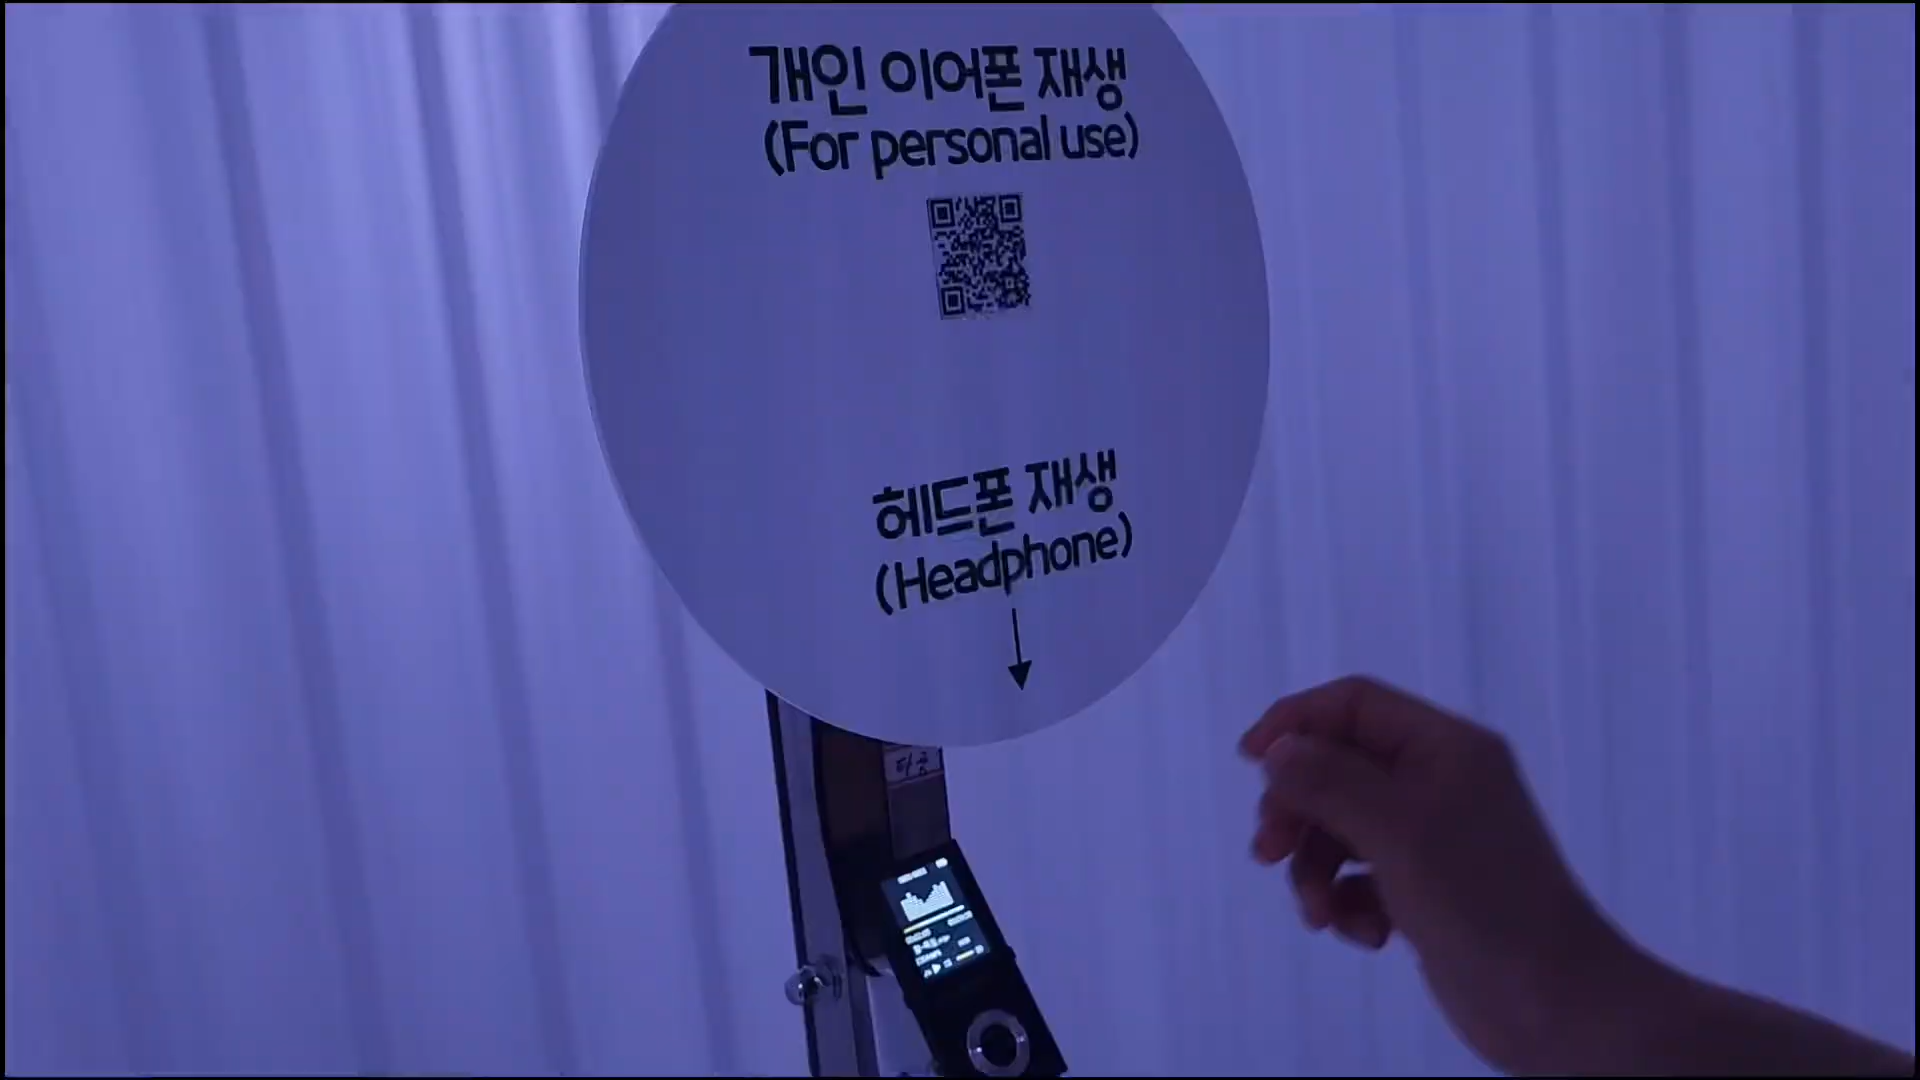 개인 이어폰 재생
(For personal use)
헤드폰 재생
(Headphone)